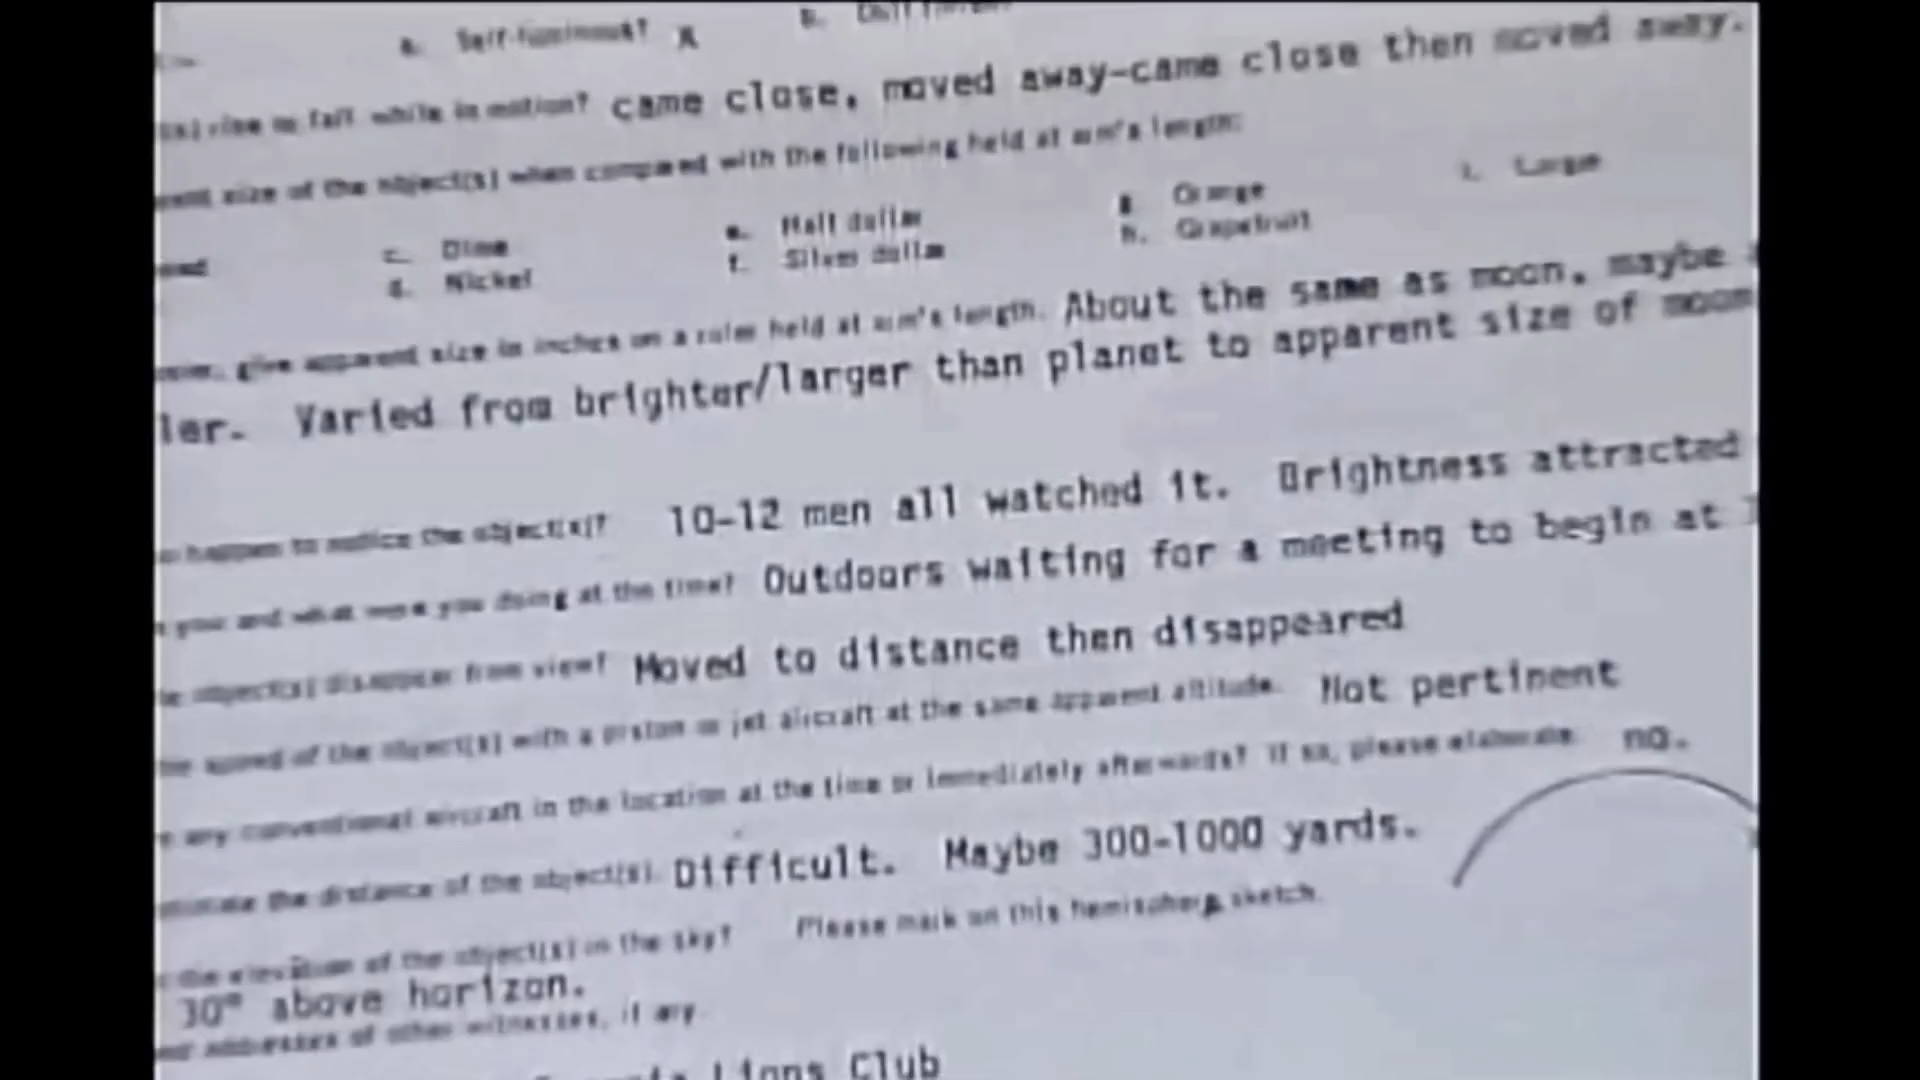 a. Self-luminous? X b.
rise or fall while in motion? came close, moved away-came close then moved away.
size of the object(s) when compared with the following held at arm's length:
c. Dime e. Half dollar g. Orange i. Larger
d. Nickel f. Silver dollar h. Grapefruit
give apparent size in inches on a ruler held at arm's length. About the same as moon, maybe
ler. Varied from brighter/larger than planet to apparent size of moon
happen to notice the object(s)? 10-12 men all watched it. Brightness attracted
you and what were you doing at the time? Outdoors waiting for a meeting to begin at
object(s) disappear from view? Moved to distance then disappeared
speed of the object(s) with a piston or jet aircraft at the same apparent altitude. Not pertinent
any conventional aircraft in the location at the time or immediately afterwards? If so, please elaborate. no.
the distance of the object(s). Difficult. Maybe 300-1000 yards.
the elevation of the object(s) in the sky? Please mark on this hemisphere sketch.
30° above horizon.
addresses of other witnesses, if any.
Lions Club